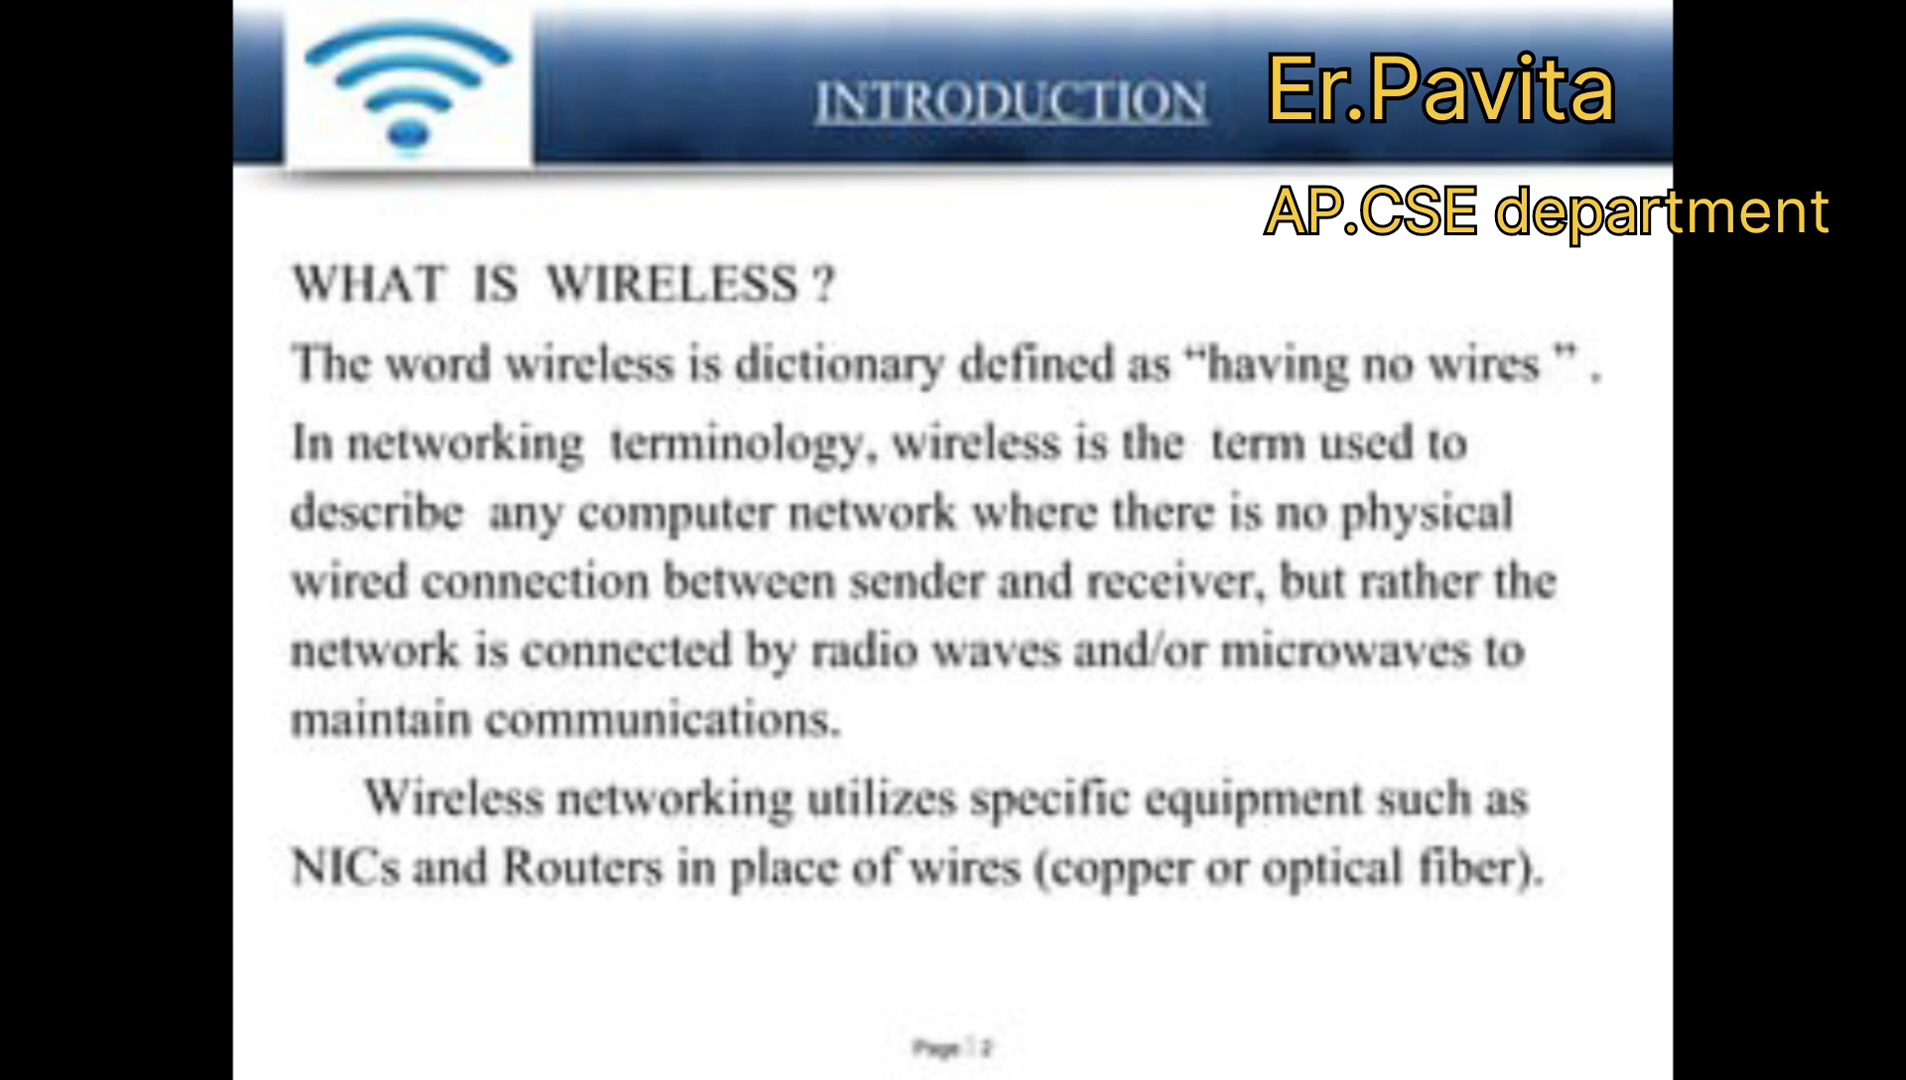 INTRODUCTION
Er.Pavita
AP.CSE department
WHAT IS WIRELESS ?
The word wireless is dictionary defined as “having no wires ” .
In networking terminology, wireless is the term used to
describe any computer network where there is no physical
wired connection between sender and receiver, but rather the
network is connected by radio waves and/or microwaves to
maintain communications.
Wireless networking utilizes specific equipment such as
NICs and Routers in place of wires (copper or optical fiber).
Page | 2